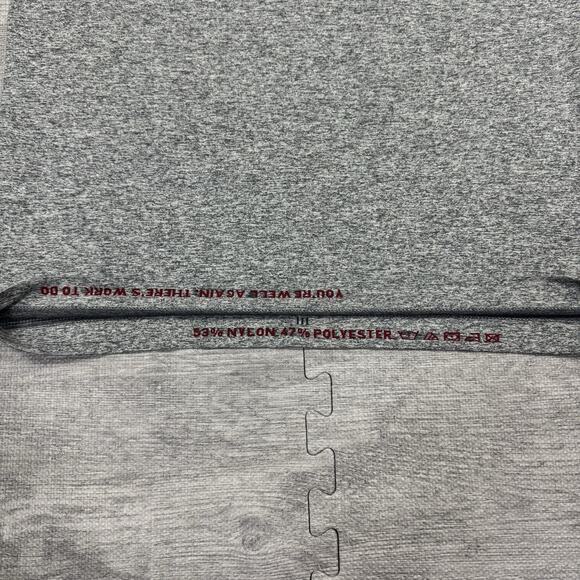 YOU'RE WELL AGAIN. THERE'S WORK TO DO
53% NYLON 47% POLYESTER